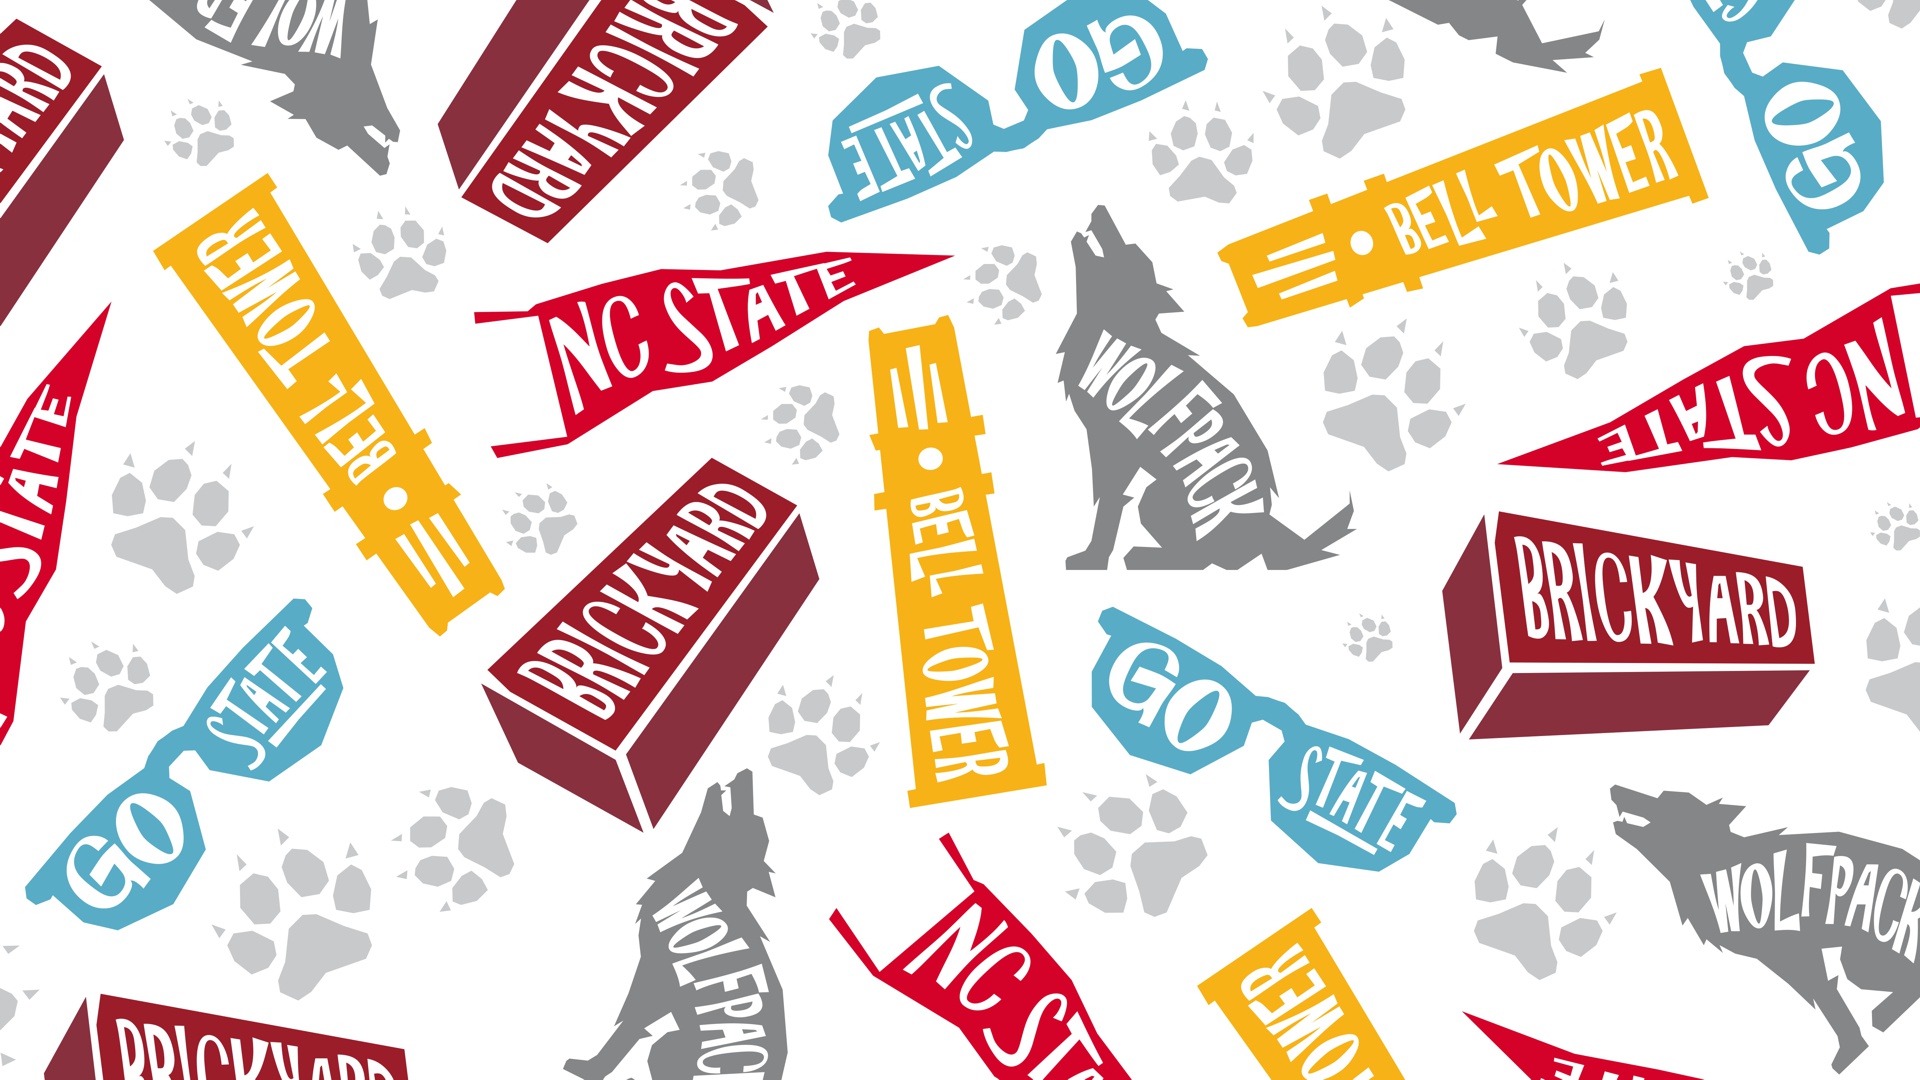 YARD
WOLF
BRICKYARD
GO
STATE
GO
BELL TOWER
BELL TOWER
NC STATE
WOLFPACK
NC STATE
STATE
BELL TOWER
BRICKYARD
BRICKYARD
GO
STATE
GO
STATE
WOLFPACK
WOLFPACK
NC STA
TOWER
BRICKYARD